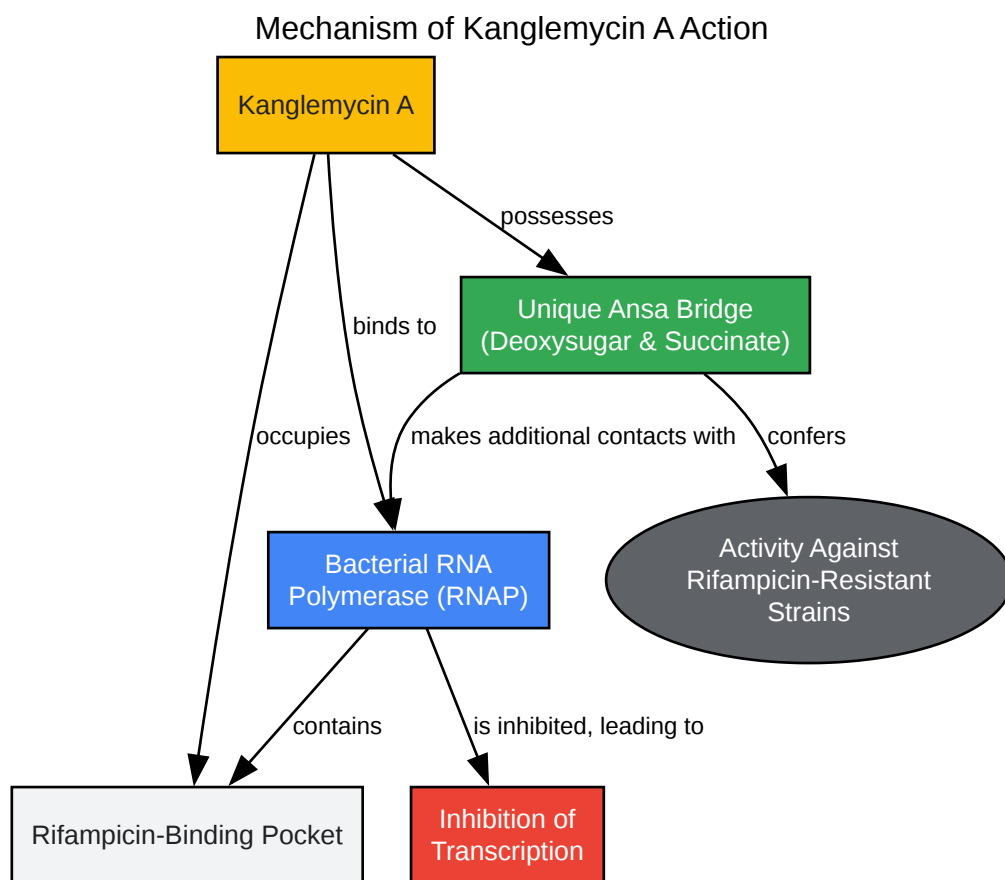 Mechanism of Kanglemycin A Action
Kanglemycin A
possesses
Unique Ansa Bridge
(Deoxysugar & Succinate)
binds to
occupies
makes additional contacts with
confers
Bacterial RNA
Polymerase (RNAP)
Activity Against
Rifampicin-Resistant
Strains
contains
is inhibited, leading to
Rifampicin-Binding Pocket
Inhibition of
Transcription